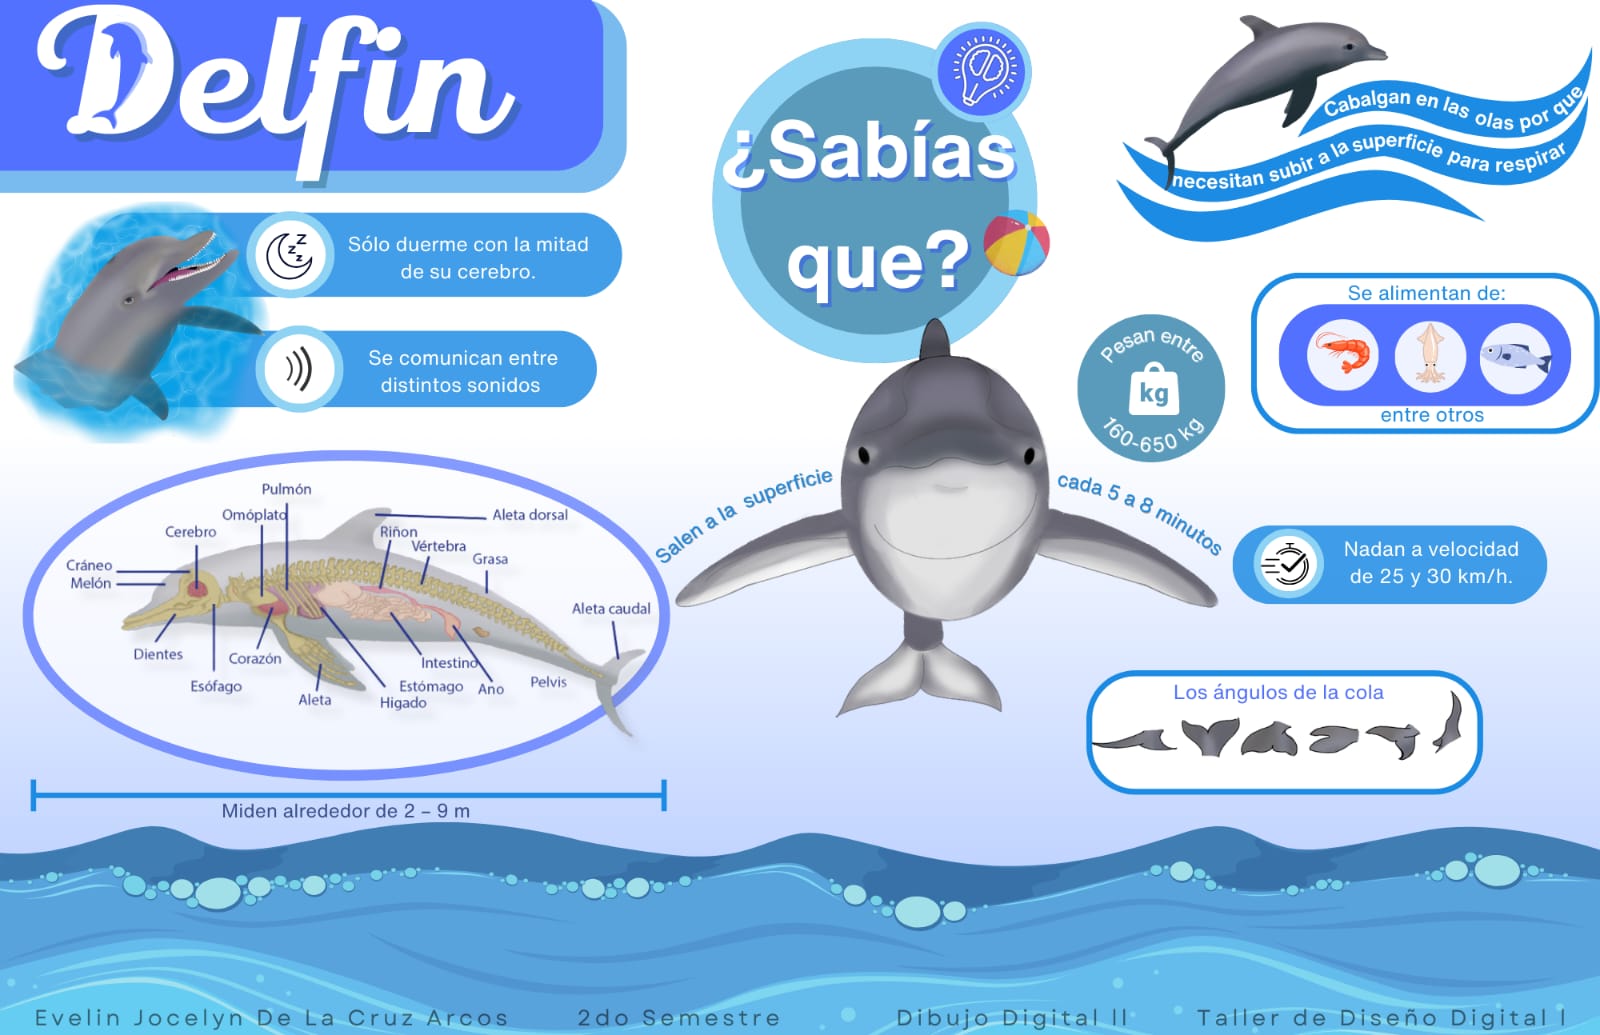 Delfin
¿Sabías
que?
Cabalgan en las olas por que
necesitan subir a la superficie para respirar
Sólo duerme con la mitad
de su cerebro.
Se comunican entre
distintos sonidos
Pesan entre
kg
160-650 kg
Se alimentan de:
entre otros
Salen a la superficie
cada 5 a 8 minutos
Nadan a velocidad
de 25 y 30 km/h.
Pulmón
Omóplato
Aleta dorsal
Cerebro
Riñon
Vértebra
Grasa
Cráneo
Melón
Aleta caudal
Dientes
Corazón
Intestino
Esófago
Estómago
Ano
Pelvis
Aleta
Higado
Los ángulos de la cola
Miden alrededor de 2 – 9 m
Evelin Jocelyn De La Cruz Arcos
2do Semestre
Dibujo Digital II
Taller de Diseño Digital I